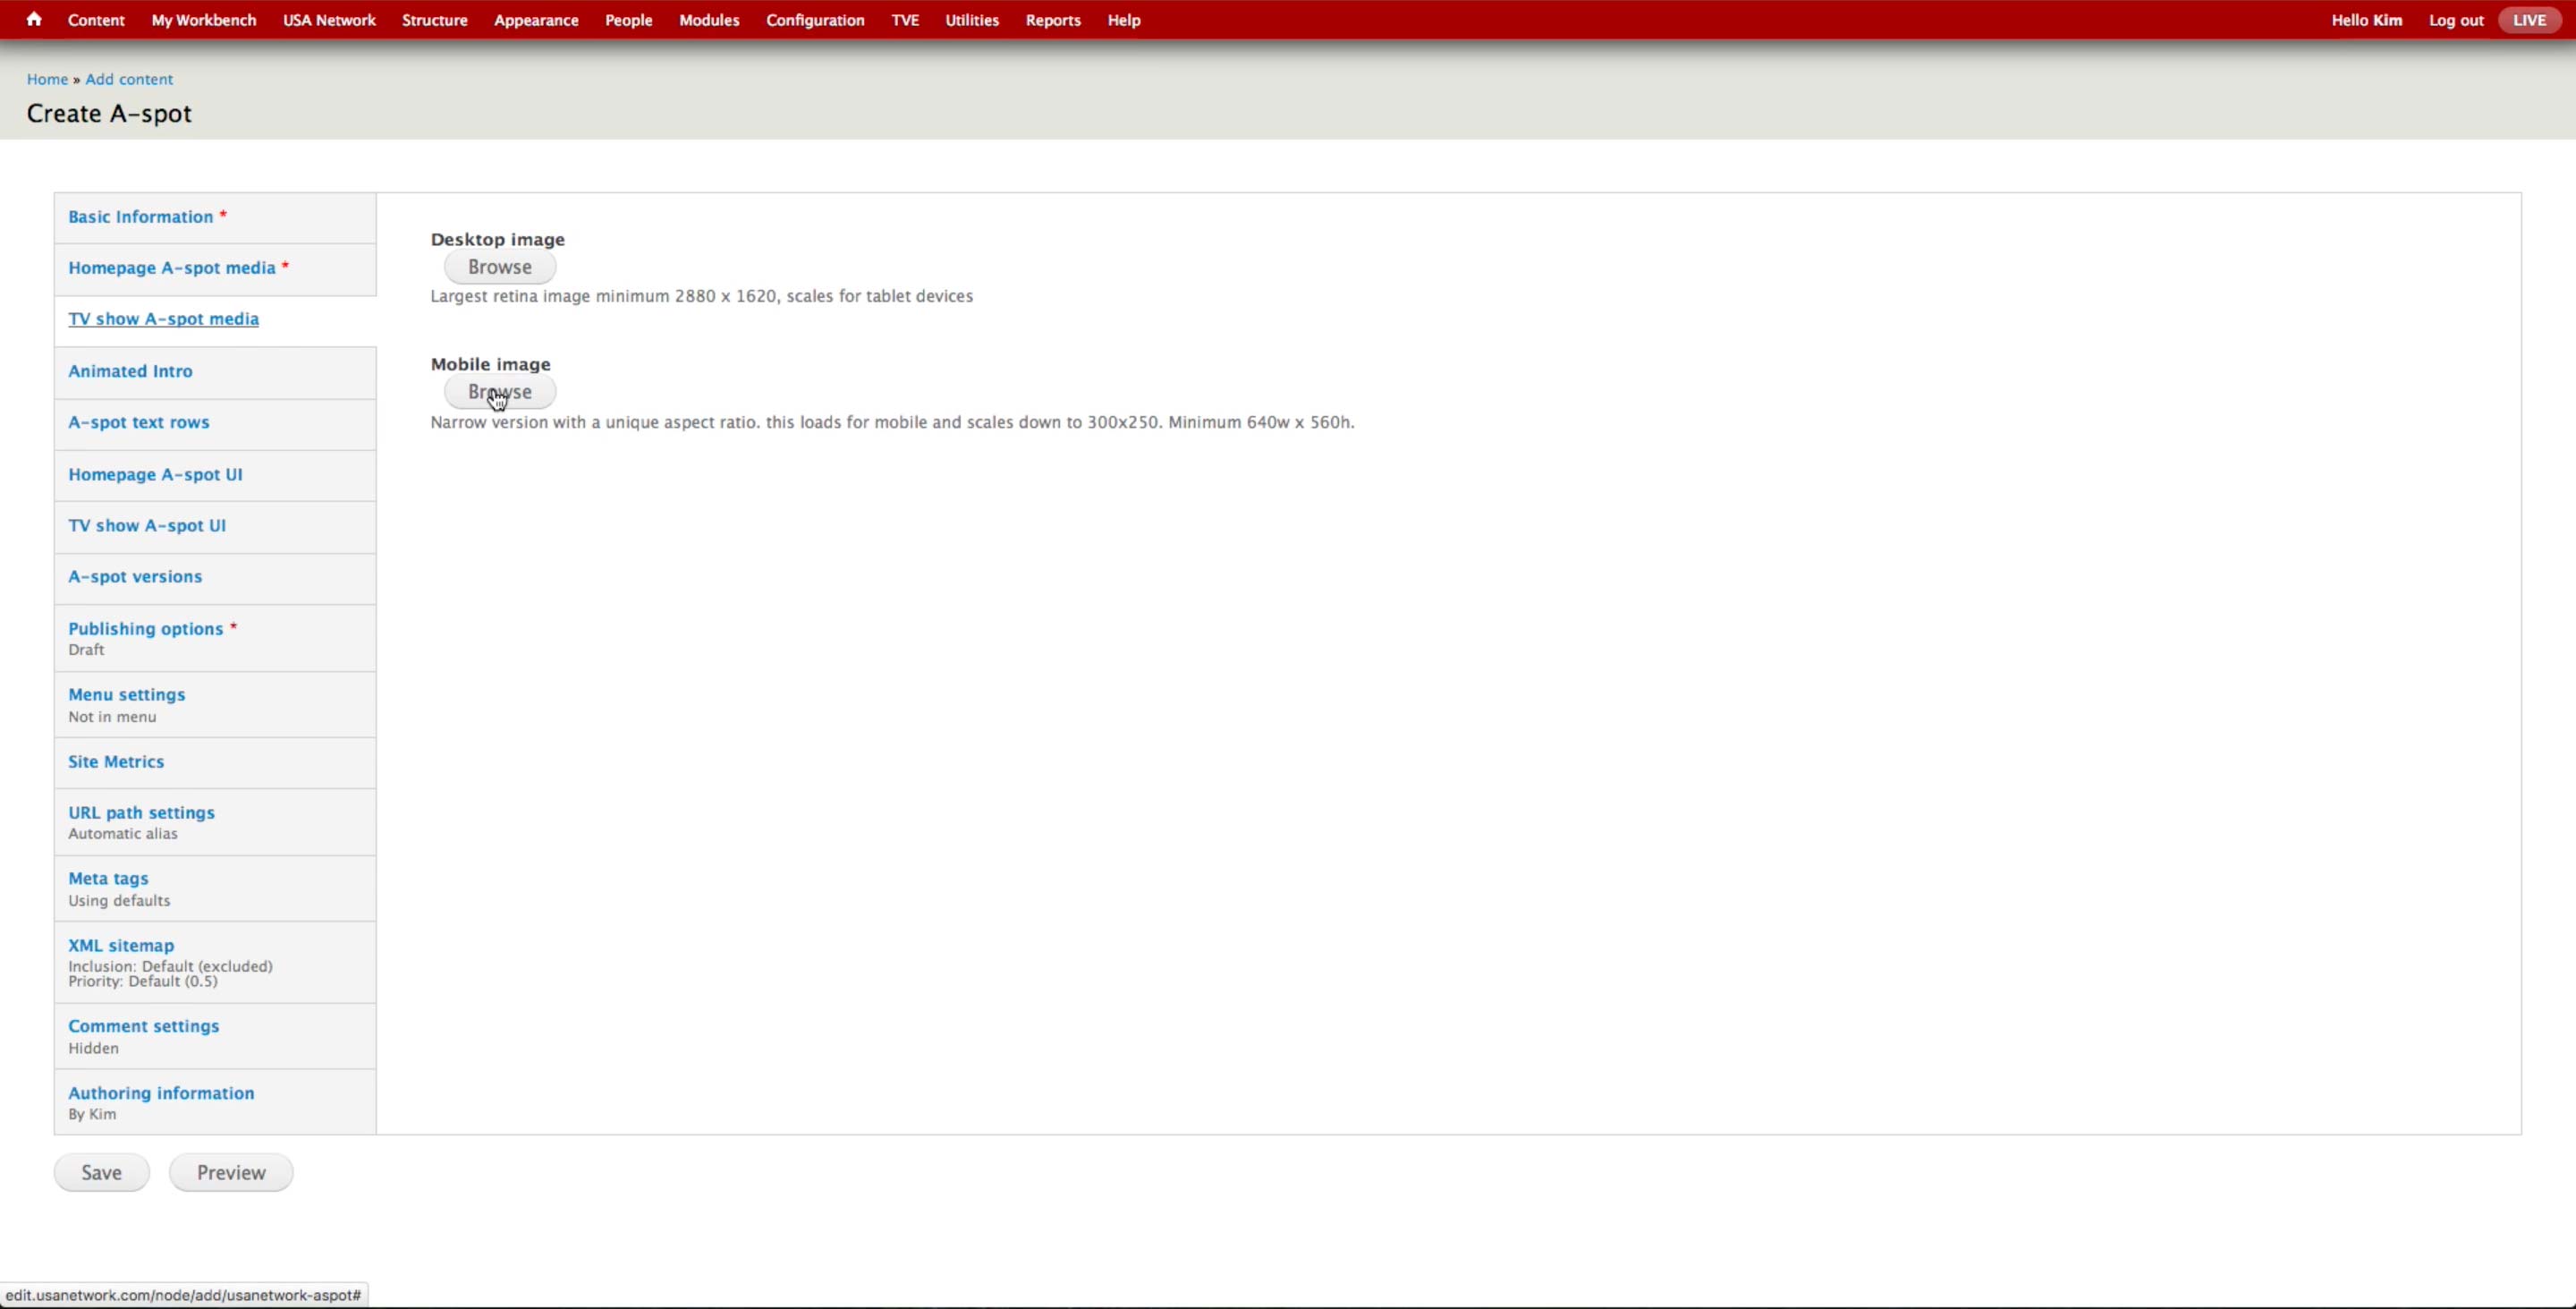 Content My Workbench USA Network Structure Appearance People Modules Configuration TVE Utilities Reports Help Hello Kim Log out LIVE
Home » Add content
Create A-spot
Basic Information *
Homepage A-spot media *
TV show A-spot media
Animated Intro
A-spot text rows
Homepage A-spot UI
TV show A-spot UI
A-spot versions
Publishing options *
Draft
Menu settings
Not in menu
Site Metrics
URL path settings
Automatic alias
Meta tags
Using defaults
XML sitemap
Inclusion: Default (excluded)
Priority: Default (0.5)
Comment settings
Hidden
Authoring information
By Kim
Desktop image
Browse
Largest retina image minimum 2880 x 1620, scales for tablet devices
Mobile image
Browse
Narrow version with a unique aspect ratio. this loads for mobile and scales down to 300x250. Minimum 640w x 560h.
Save Preview
edit.usanetwork.com/node/add/usanetwork-aspot#